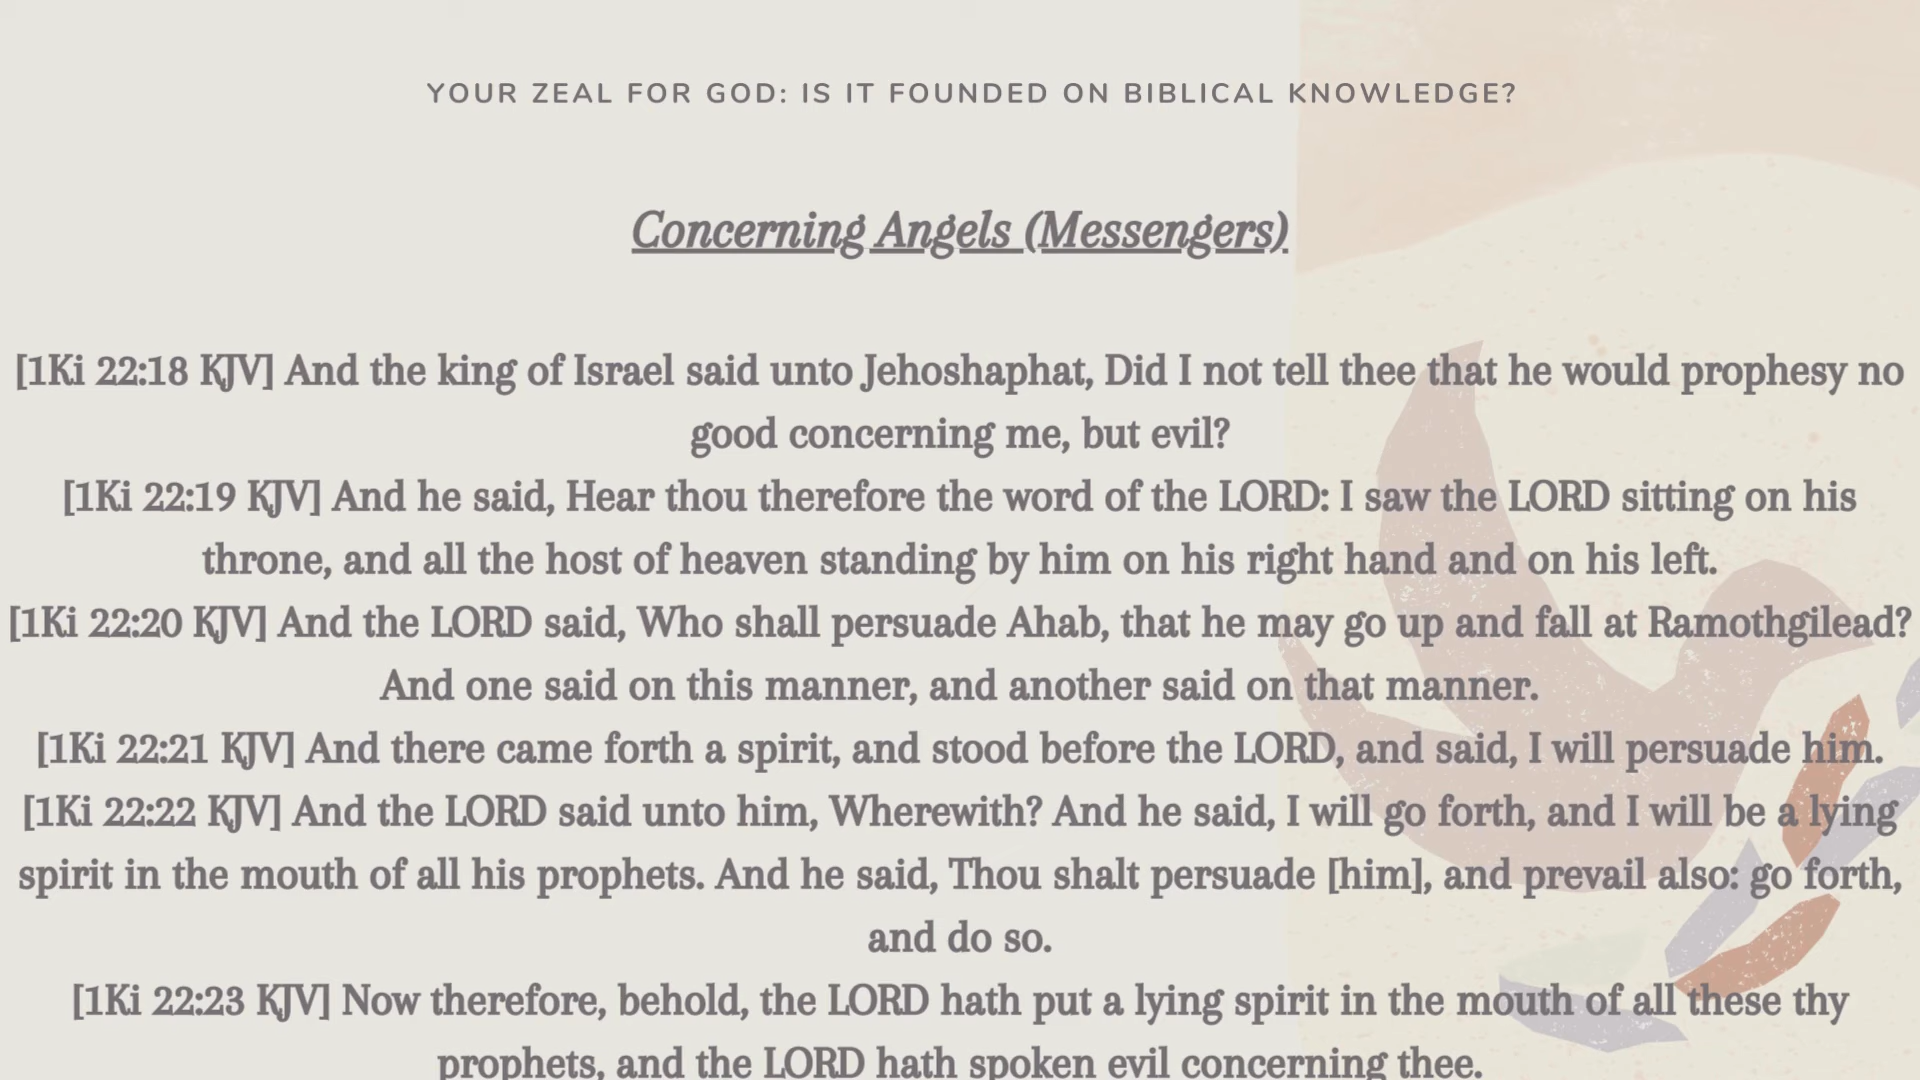 YOUR ZEAL FOR GOD: IS IT FOUNDED ON BIBLICAL KNOWLEDGE?
Concerning Angels (Messengers)
[1Ki 22:18 KJV] And the king of Israel said unto Jehoshaphat, Did I not tell thee that he would prophesy no
good concerning me, but evil?
[1Ki 22:19 KJV] And he said, Hear thou therefore the word of the LORD: I saw the LORD sitting on his
throne, and all the host of heaven standing by him on his right hand and on his left.
[1Ki 22:20 KJV] And the LORD said, Who shall persuade Ahab, that he may go up and fall at Ramothgilead?
And one said on this manner, and another said on that manner.
[1Ki 22:21 KJV] And there came forth a spirit, and stood before the LORD, and said, I will persuade him.
[1Ki 22:22 KJV] And the LORD said unto him, Wherewith? And he said, I will go forth, and I will be a lying
spirit in the mouth of all his prophets. And he said, Thou shalt persuade [him], and prevail also: go forth,
and do so.
[1Ki 22:23 KJV] Now therefore, behold, the LORD hath put a lying spirit in the mouth of all these thy
prophets, and the LORD hath spoken evil concerning thee.